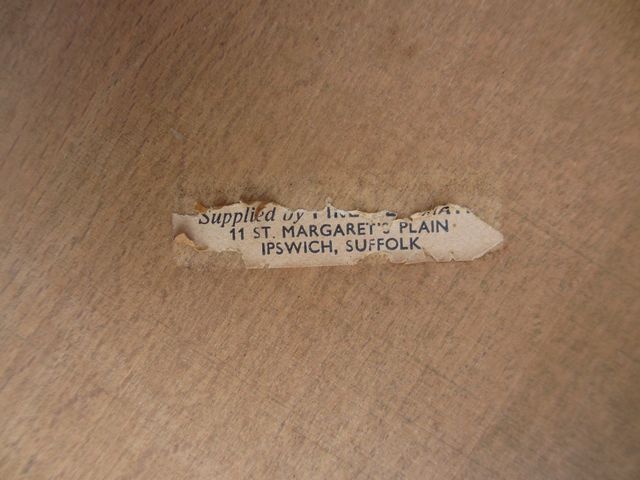 Supplied by
11 ST. MARGARET'S PLAIN
IPSWICH, SUFFOLK